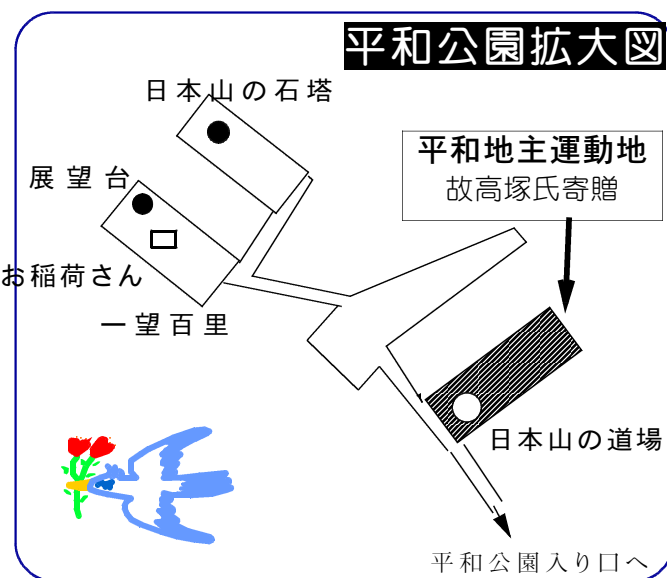 平和公園拡大図
日本山の石塔
展望台
平和地主運動地
故高塚氏寄贈
お稲荷さん
一望百里
日本山の道場
平和公園入り口へ